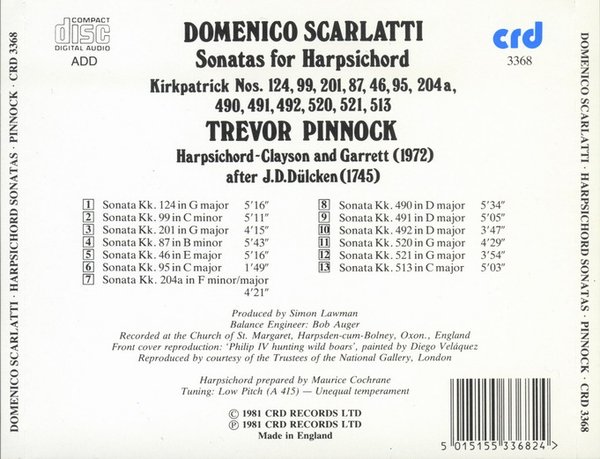 DOMENICO SCARLATTI · HARPSICHORD SONATAS · PINNOCK · CRD 3368
COMPACT
disc
DIGITAL AUDIO
ADD
DOMENICO SCARLATTI
Sonatas for Harpsichord
Kirkpatrick Nos. 124, 99, 201, 87, 46, 95, 204a,
490, 491, 492, 520, 521, 513
TREVOR PINNOCK
Harpsichord-Clayson and Garrett (1972)
after J.D.Dülcken (1745)
crd
3368
1 Sonata Kk. 124 in G major 5'16"
2 Sonata Kk. 99 in C minor 5'11"
3 Sonata Kk. 201 in G major 4'15"
4 Sonata Kk. 87 in B minor 5'43"
5 Sonata Kk. 46 in E major 5'16"
6 Sonata Kk. 95 in C major 1'49"
7 Sonata Kk. 204a in F minor/major
4'21"
8 Sonata Kk. 490 in D major 5'34"
9 Sonata Kk. 491 in D major 5'05"
10 Sonata Kk. 492 in D major 3'47"
11 Sonata Kk. 520 in G major 4'29"
12 Sonata Kk. 521 in G major 3'54"
13 Sonata Kk. 513 in C major 5'03"
Produced by Simon Lawman
Balance Engineer: Bob Auger
Recorded at the Church of St. Margaret, Harpsden-cum-Bolney, Oxon., England
Front cover reproduction: 'Philip IV hunting wild boars', painted by Diego Veláquez
Reproduced by courtesy of the Trustees of the National Gallery, London
Harpsichord prepared by Maurice Cochrane
Tuning: Low Pitch (A 415) — Unequal temperament
© 1981 CRD RECORDS LTD
℗ 1981 CRD RECORDS LTD
Made in England
5 015155 336824 >
DOMENICO SCARLATTI · HARPSICHORD SONATAS · PINNOCK · CRD 3368